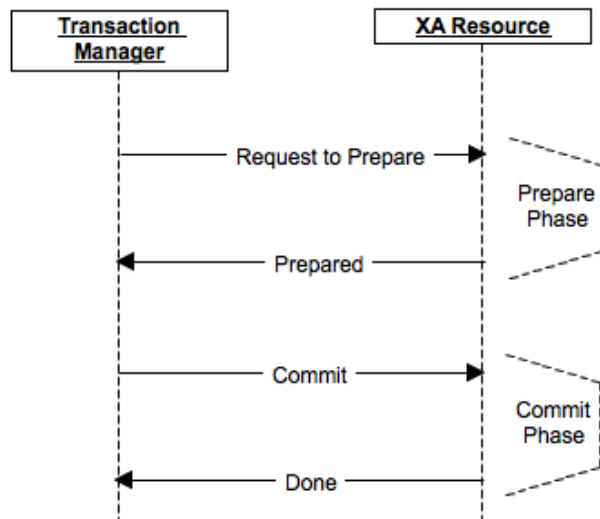 Transaction
Manager
XA Resource
Request to Prepare
Prepare
Phase
Prepared
Commit
Commit
Phase
Done